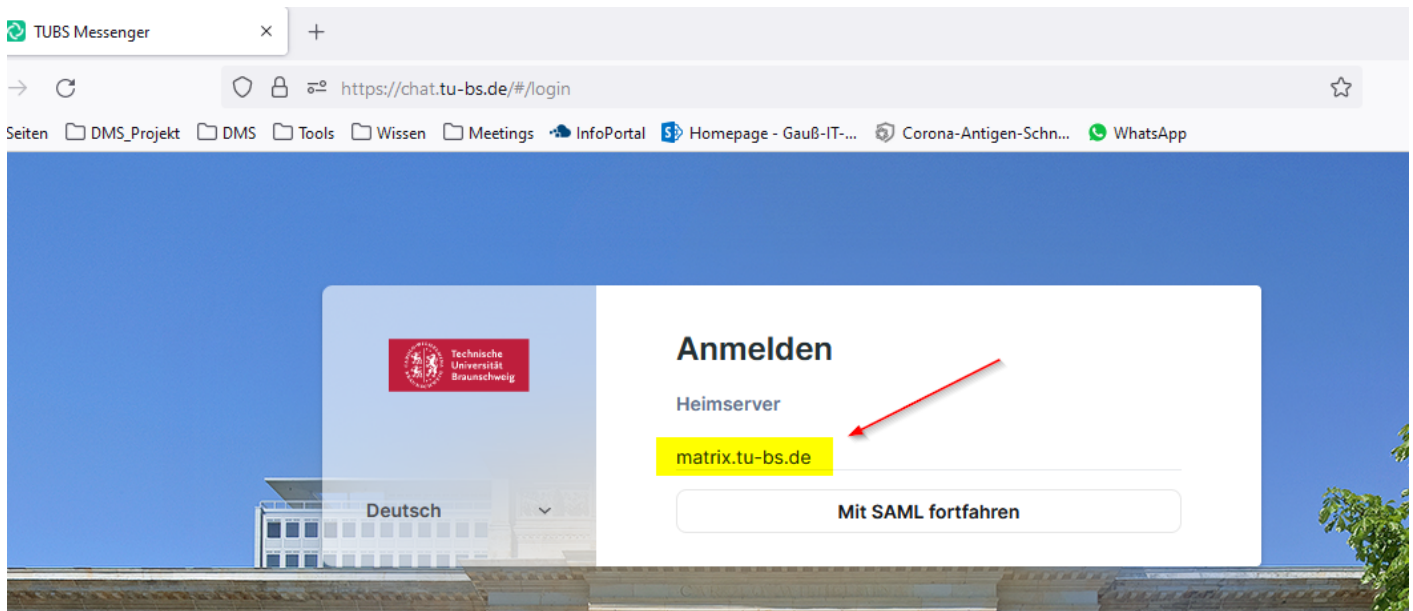 TUBS Messenger
https://chat.tu-bs.de/#/login
Seiten DMS_Projekt DMS Tools Wissen Meetings InfoPortal Homepage - Gauß-IT-... Corona-Antigen-Schn... WhatsApp
Technische
Universität
Braunschweig
Anmelden
Heimserver
matrix.tu-bs.de
Deutsch
Mit SAML fortfahren